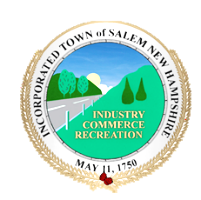 INCORPORATED TOWN of SALEM NEW HAMPSHIRE
INDUSTRY
COMMERCE
RECREATION
MAY 11, 1750